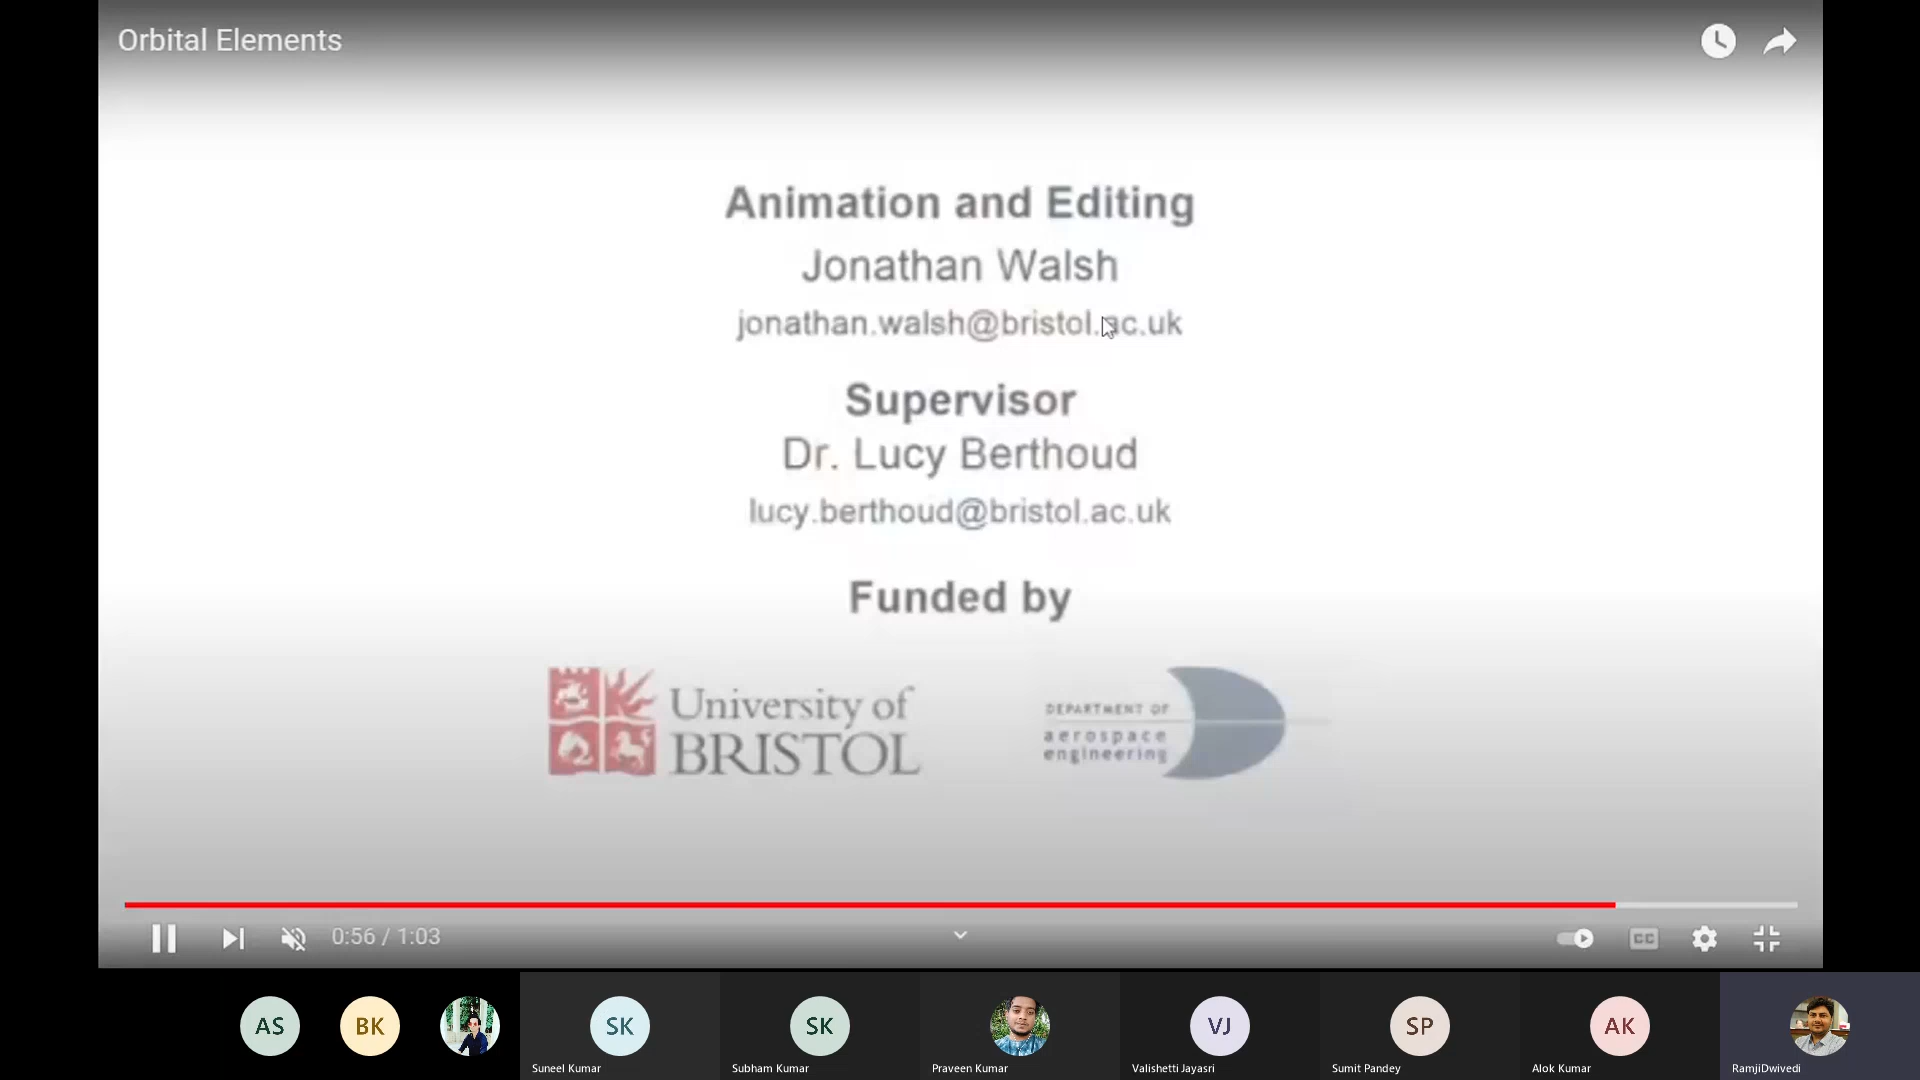 Orbital Elements
Animation and Editing
Jonathan Walsh
jonathan.walsh@bristol.ac.uk
Supervisor
Dr. Lucy Berthoud
lucy.berthoud@bristol.ac.uk
Funded by
University of
BRISTOL
DEPARTMENT OF
aerospace
engineering
0:56 / 1:03
CC
AS
BK
SK
SK
VJ
SP
AK
Suneel Kumar
Subham Kumar
Praveen Kumar
Valishetti Jayasri
Sumit Pandey
Alok Kumar
RamjiDwivedi